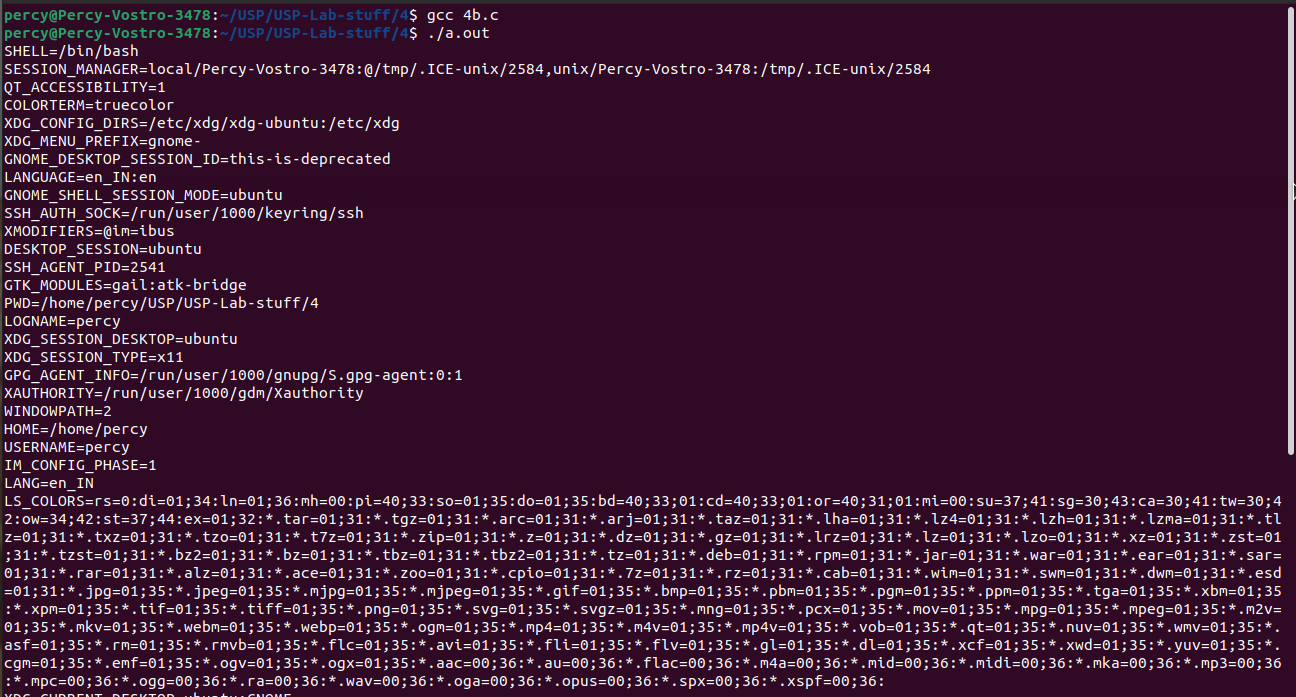 percy@Percy-Vostro-3478:~/USP/USP-Lab-stuff/4$ gcc 4b.c
percy@Percy-Vostro-3478:~/USP/USP-Lab-stuff/4$ ./a.out
SHELL=/bin/bash
SESSION_MANAGER=local/Percy-Vostro-3478:@/tmp/.ICE-unix/2584,unix/Percy-Vostro-3478:/tmp/.ICE-unix/2584
QT_ACCESSIBILITY=1
COLORTERM=truecolor
XDG_CONFIG_DIRS=/etc/xdg/xdg-ubuntu:/etc/xdg
XDG_MENU_PREFIX=gnome-
GNOME_DESKTOP_SESSION_ID=this-is-deprecated
LANGUAGE=en_IN:en
GNOME_SHELL_SESSION_MODE=ubuntu
SSH_AUTH_SOCK=/run/user/1000/keyring/ssh
XMODIFIERS=@im=ibus
DESKTOP_SESSION=ubuntu
SSH_AGENT_PID=2541
GTK_MODULES=gail:atk-bridge
PWD=/home/percy/USP/USP-Lab-stuff/4
LOGNAME=percy
XDG_SESSION_DESKTOP=ubuntu
XDG_SESSION_TYPE=x11
GPG_AGENT_INFO=/run/user/1000/gnupg/S.gpg-agent:0:1
XAUTHORITY=/run/user/1000/gdm/Xauthority
WINDOWPATH=2
HOME=/home/percy
USERNAME=percy
IM_CONFIG_PHASE=1
LANG=en_IN
LS_COLORS=rs=0:di=01;34:ln=01;36:mh=00:pi=40;33:so=01;35:do=01;35:bd=40;33;01:cd=40;33;01:or=40;31;01:mi=00:su=37;41:sg=30;43:ca=30;41:tw=30;4
2:ow=34;42:st=37;44:ex=01;32:*.tar=01;31:*.tgz=01;31:*.arc=01;31:*.arj=01;31:*.taz=01;31:*.lha=01;31:*.lz4=01;31:*.lzh=01;31:*.lzma=01;31:*.tl
z=01;31:*.txz=01;31:*.tzo=01;31:*.t7z=01;31:*.zip=01;31:*.z=01;31:*.dz=01;31:*.gz=01;31:*.lrz=01;31:*.lz=01;31:*.lzo=01;31:*.xz=01;31:*.zst=01
;31:*.tzst=01;31:*.bz2=01;31:*.bz=01;31:*.tbz=01;31:*.tbz2=01;31:*.tz=01;31:*.deb=01;31:*.rpm=01;31:*.jar=01;31:*.war=01;31:*.ear=01;31:*.sar=
01;31:*.rar=01;31:*.alz=01;31:*.ace=01;31:*.zoo=01;31:*.cpio=01;31:*.7z=01;31:*.rz=01;31:*.cab=01;31:*.wim=01;31:*.swm=01;31:*.dwm=01;31:*.esd
=01;31:*.jpg=01;35:*.jpeg=01;35:*.mjpg=01;35:*.mjpeg=01;35:*.gif=01;35:*.bmp=01;35:*.pbm=01;35:*.pgm=01;35:*.ppm=01;35:*.tga=01;35:*.xbm=01;35
:*.xpm=01;35:*.tif=01;35:*.tiff=01;35:*.png=01;35:*.svg=01;35:*.svgz=01;35:*.mng=01;35:*.pcx=01;35:*.mov=01;35:*.mpg=01;35:*.mpeg=01;35:*.m2v=
01;35:*.mkv=01;35:*.webm=01;35:*.webp=01;35:*.ogm=01;35:*.mp4=01;35:*.m4v=01;35:*.mp4v=01;35:*.vob=01;35:*.qt=01;35:*.nuv=01;35:*.wmv=01;35:*.
asf=01;35:*.rm=01;35:*.rmvb=01;35:*.flc=01;35:*.avi=01;35:*.fli=01;35:*.flv=01;35:*.gl=01;35:*.dl=01;35:*.xcf=01;35:*.xwd=01;35:*.yuv=01;35:*.
cgm=01;35:*.emf=01;35:*.ogv=01;35:*.ogx=01;35:*.aac=00;36:*.au=00;36:*.flac=00;36:*.m4a=00;36:*.mid=00;36:*.midi=00;36:*.mka=00;36:*.mp3=00;36
:*.mpc=00;36:*.ogg=00;36:*.ra=00;36:*.wav=00;36:*.oga=00;36:*.opus=00;36:*.spx=00;36:*.xspf=00;36:
XDG_CURRENT_DESKTOP=ubuntu:GNOME